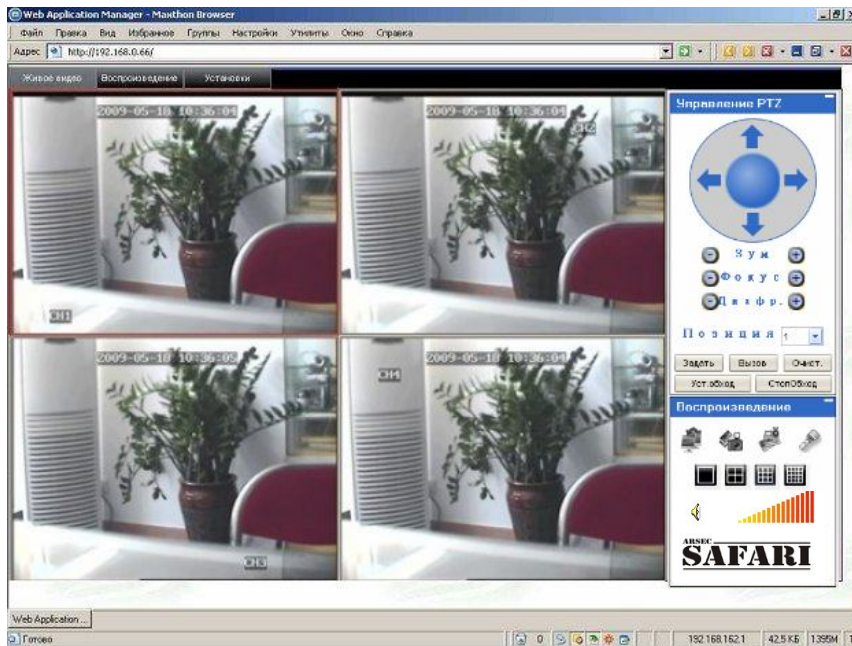 Web Application Manager - Maxthon Browser
Файл Правка Вид Избранное Группы Настройки Утилиты Окно Справка
Адрес http://192.168.0.66/
Живое видео Воспроизведение Установки
2009-05-18 10:36:04
CH1
2009-05-18 10:36:04
CH2
2009-05-18 10:36:05
CH3
2009-05-18 10:36:04
CH4
Управление PTZ
Зум
Фокус
Диафр.
Позиция 1
Задать Вызов Очист.
Уст.обход СтопОбход
Воспроизведение
ARSEC
SAFARI
Web Application ...
Готово 0 192.168.162.1 42.5 КБ 1395M